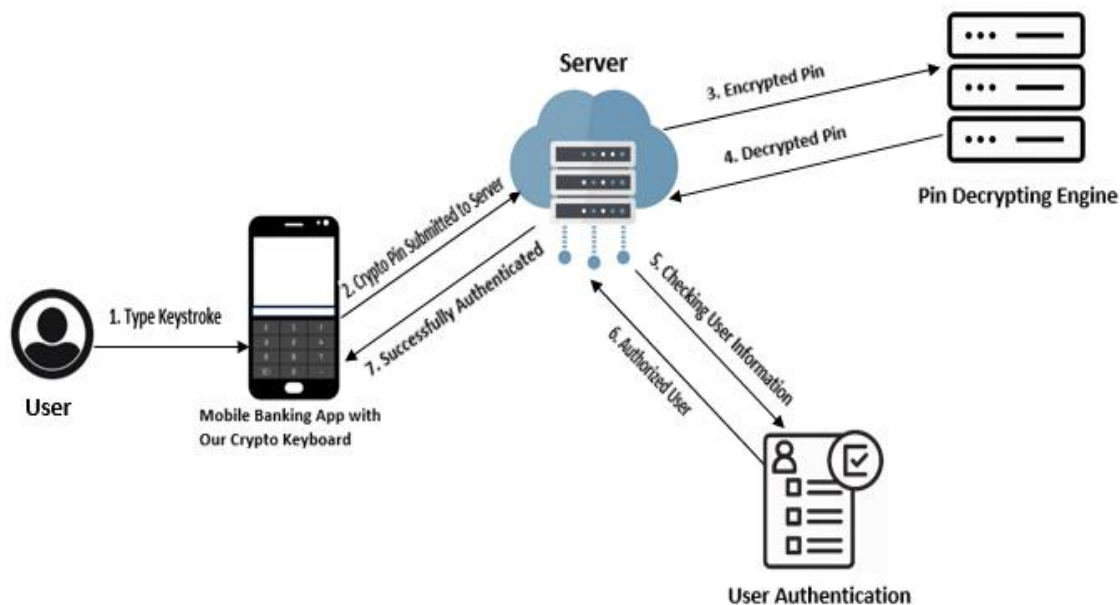 Server
3. Encrypted Pin
4. Decrypted Pin
Pin Decrypting Engine
2. Crypto Pin Submitted to Server
1. Type Keystroke
7. Successfully Authenticated
5. Checking User Information
6. Authorized User
User
Mobile Banking App with
Our Crypto Keyboard
User Authentication